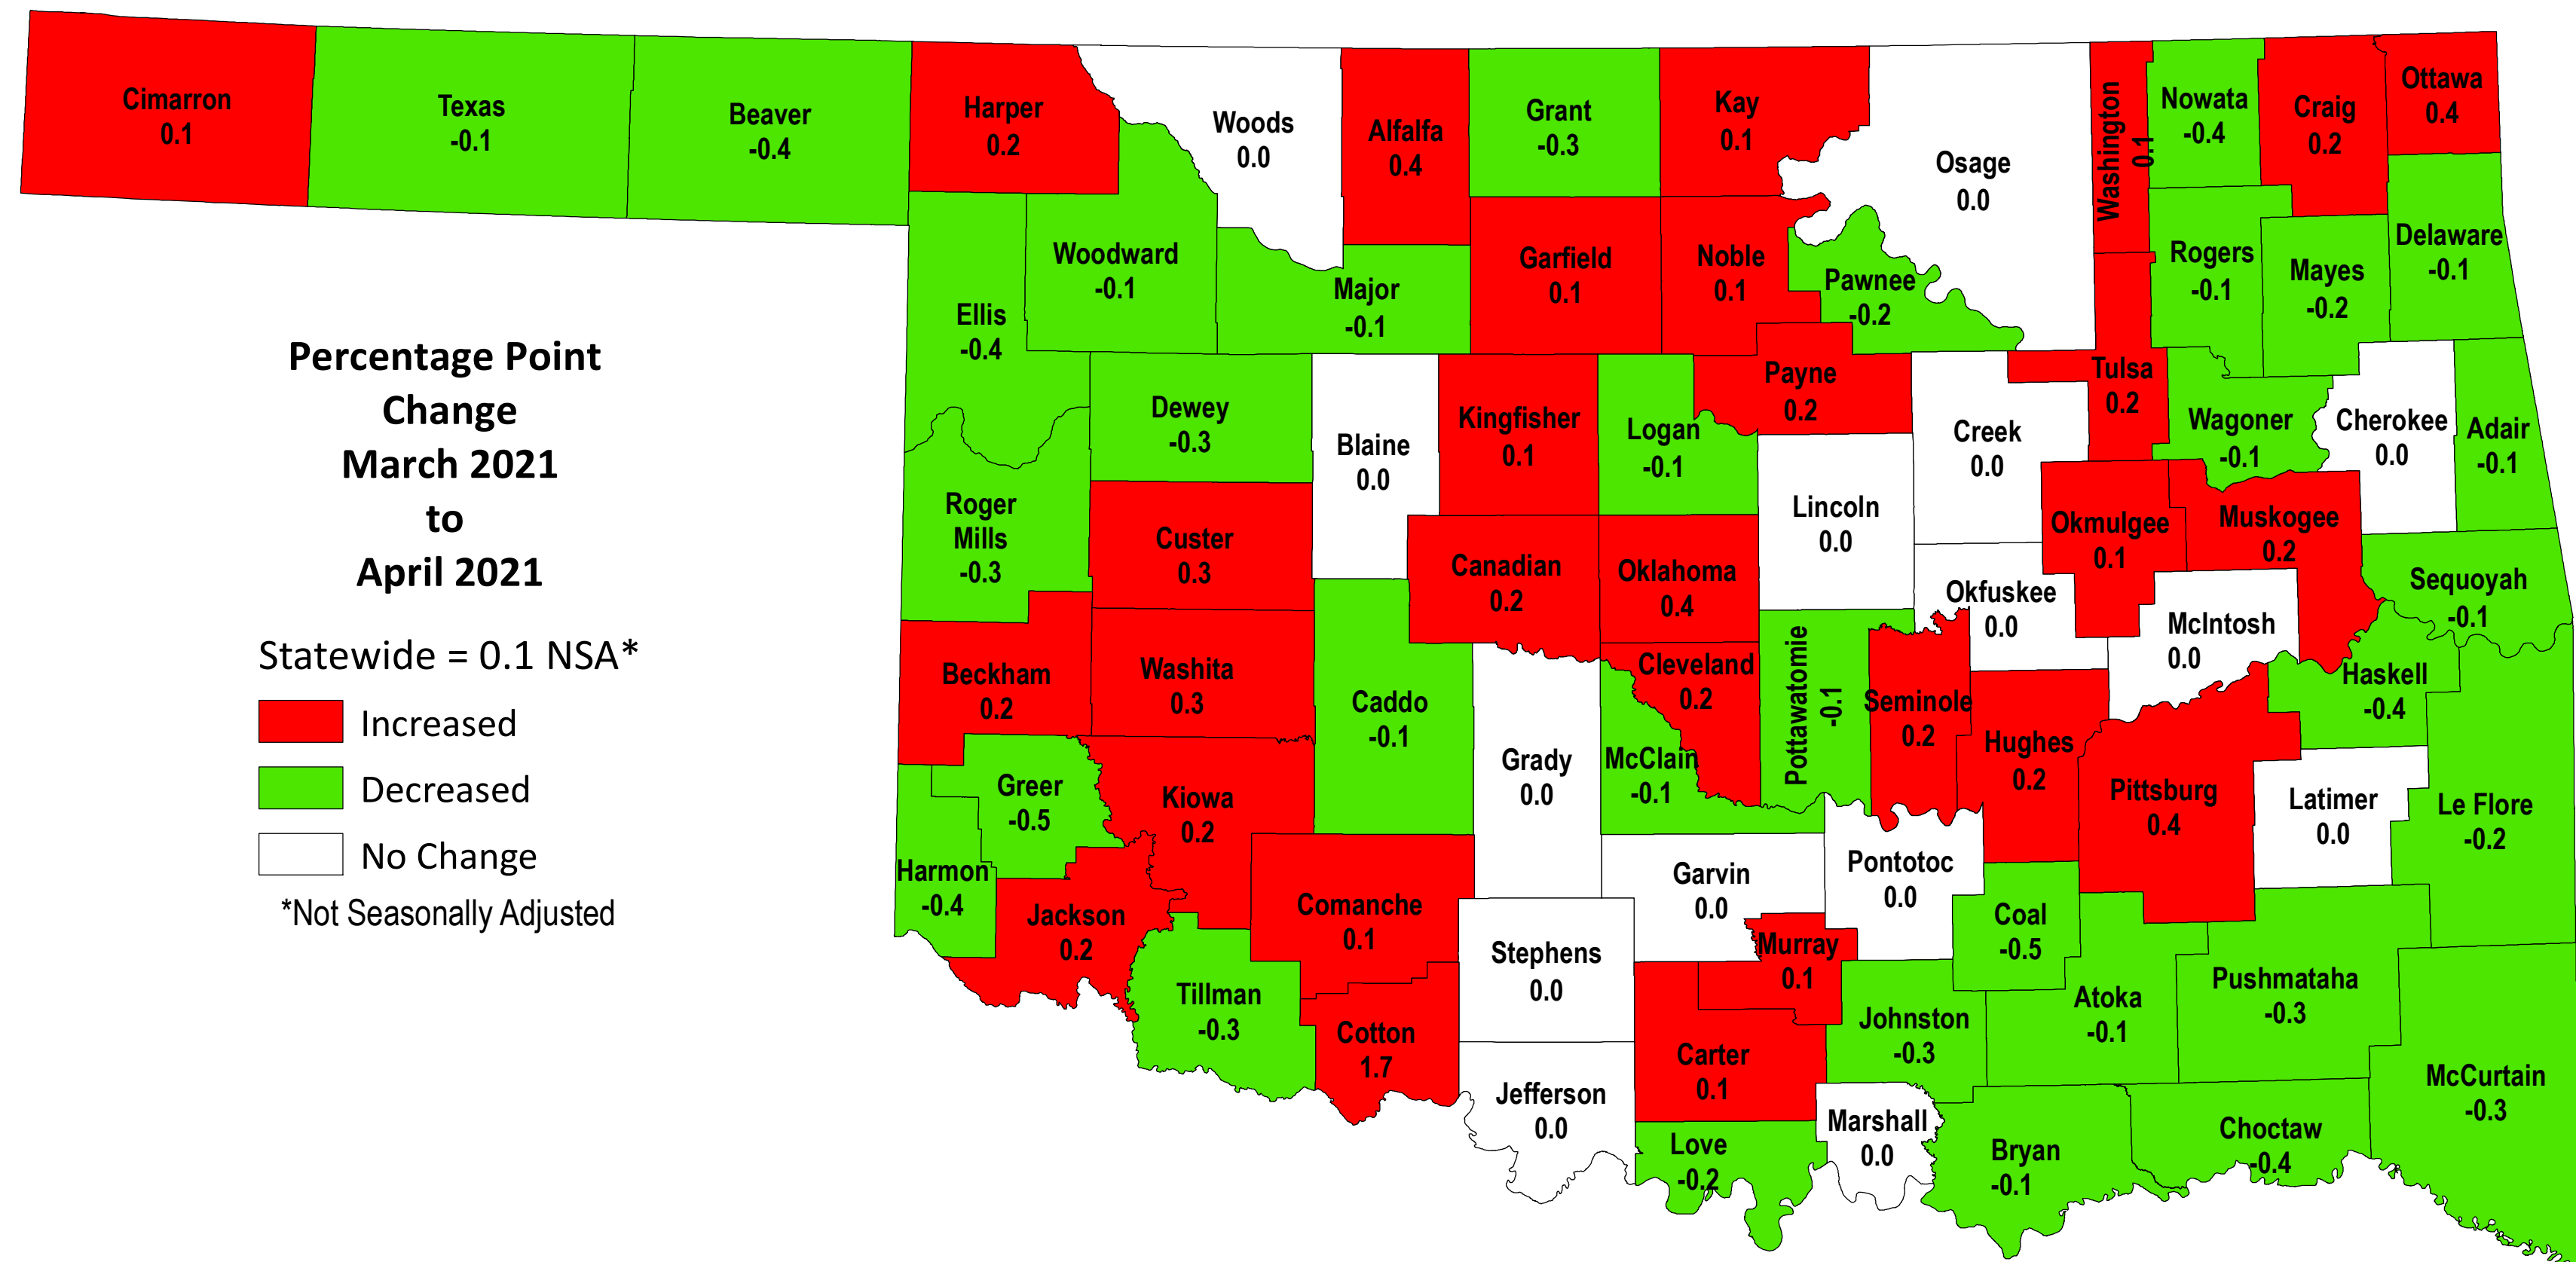 Cimarron
0.1
Texas
-0.1
Beaver
-0.4
Harper
0.2
Woods
0.0
Alfalfa
0.4
Grant
-0.3
Kay
0.1
Osage
0.0
Washington
0.1
Nowata
-0.4
Craig
0.2
Ottawa
0.4
Ellis
-0.4
Woodward
-0.1
Major
-0.1
Garfield
0.1
Noble
0.1
Pawnee
-0.2
Rogers
-0.1
Mayes
-0.2
Delaware
-0.1
Percentage Point
Change
March 2021
to
April 2021
Statewide = 0.1 NSA*
Increased
Decreased
No Change
*Not Seasonally Adjusted
Dewey
-0.3
Blaine
0.0
Kingfisher
0.1
Logan
-0.1
Payne
0.2
Creek
0.0
Tulsa
0.2
Wagoner
-0.1
Cherokee
0.0
Adair
-0.1
Roger
Mills
-0.3
Custer
0.3
Canadian
0.2
Oklahoma
0.4
Lincoln
0.0
Okfuskee
0.0
Okmulgee
0.1
Muskogee
0.2
Sequoyah
-0.1
Beckham
0.2
Washita
0.3
Caddo
-0.1
Grady
0.0
Cleveland
0.2
McClain
-0.1
Pottawatomie
-0.1
Seminole
0.2
Hughes
0.2
McIntosh
0.0
Haskell
-0.4
Pittsburg
0.4
Latimer
0.0
Le Flore
-0.2
Greer
-0.5
Kiowa
0.2
Harmon
-0.4
Jackson
0.2
Comanche
0.1
Tillman
-0.3
Cotton
1.7
Stephens
0.0
Jefferson
0.0
Garvin
0.0
Murray
0.1
Carter
0.1
Love
-0.2
Pontotoc
0.0
Coal
-0.5
Johnston
-0.3
Marshall
0.0
Atoka
-0.1
Bryan
-0.1
Pushmataha
-0.3
Choctaw
-0.4
McCurtain
-0.3